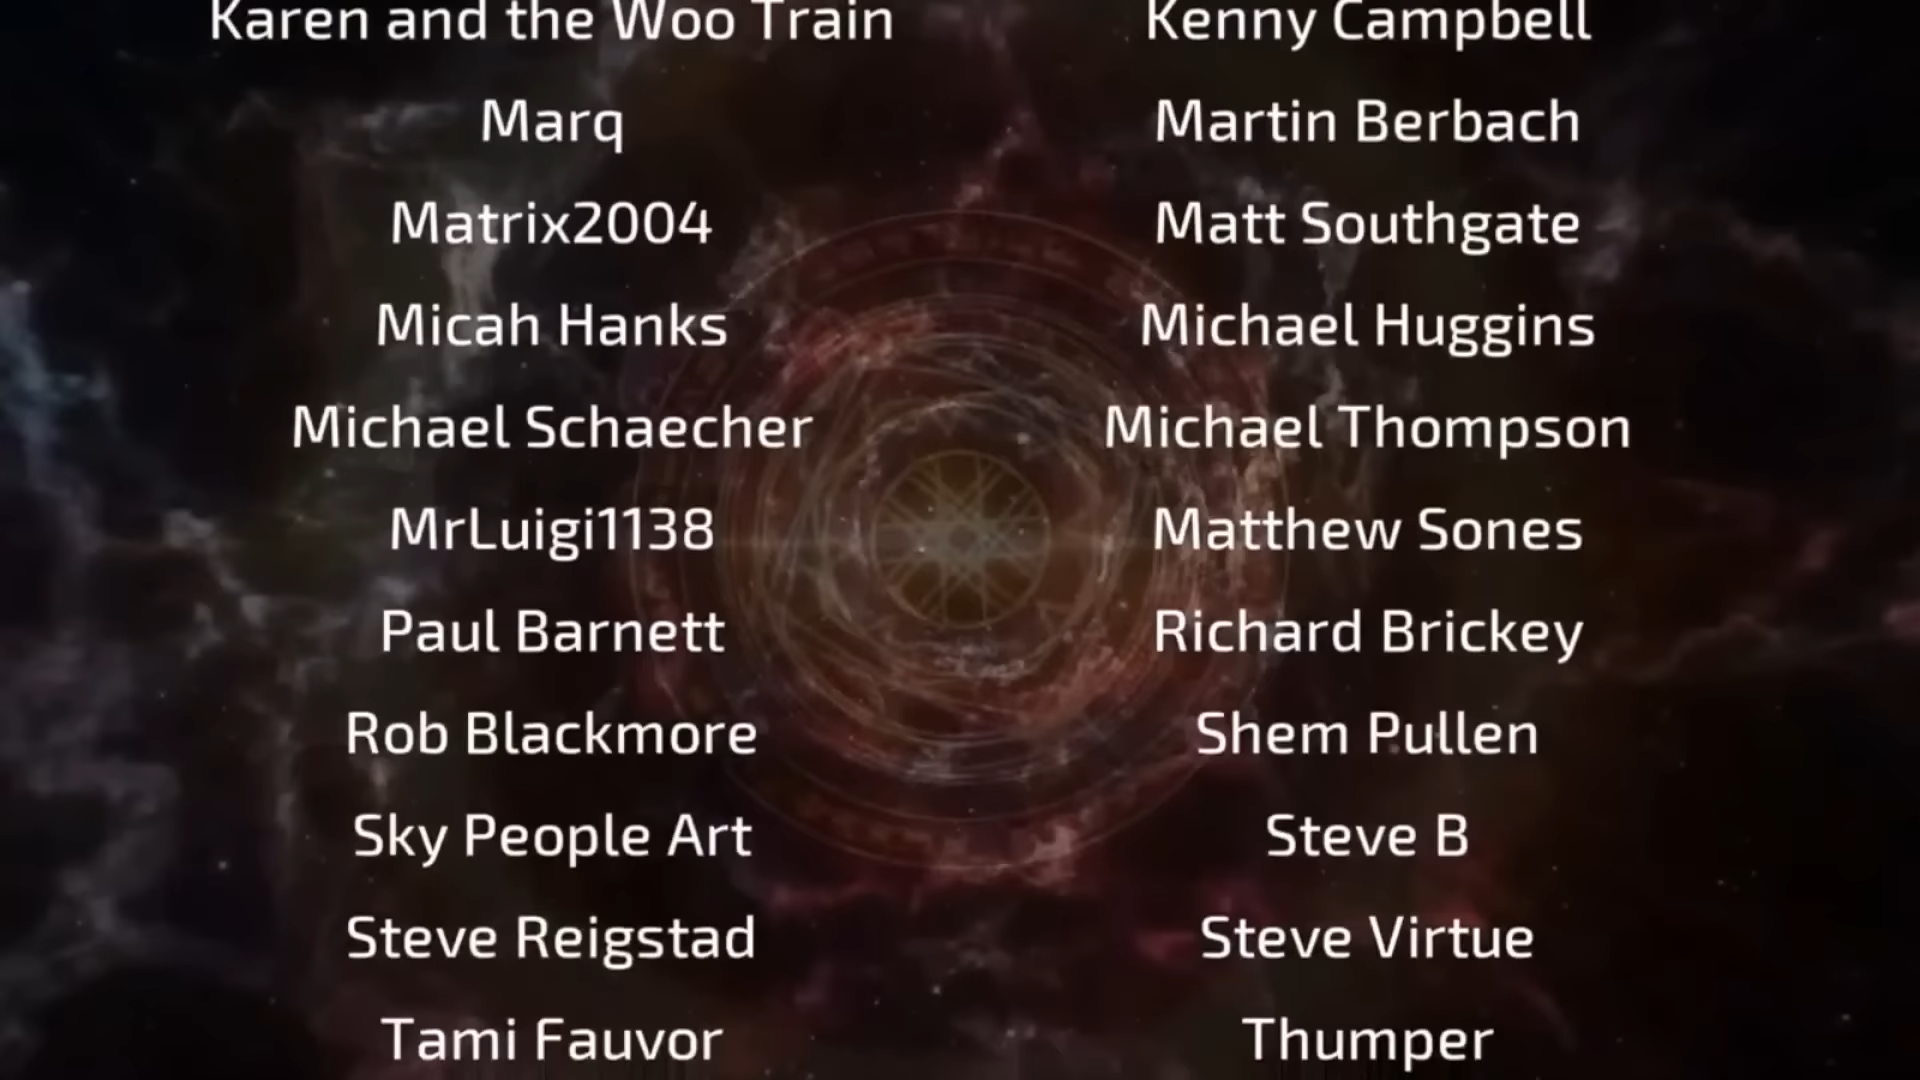 Karen and the Woo Train
Kenny Campbell
Marq
Martin Berbach
Matrix2004
Matt Southgate
Micah Hanks
Michael Huggins
Michael Schaecher
Michael Thompson
MrLuigi1138
Matthew Sones
Paul Barnett
Richard Brickey
Rob Blackmore
Shem Pullen
Sky People Art
Steve B
Steve Reigstad
Steve Virtue
Tami Fauvor
Thumper